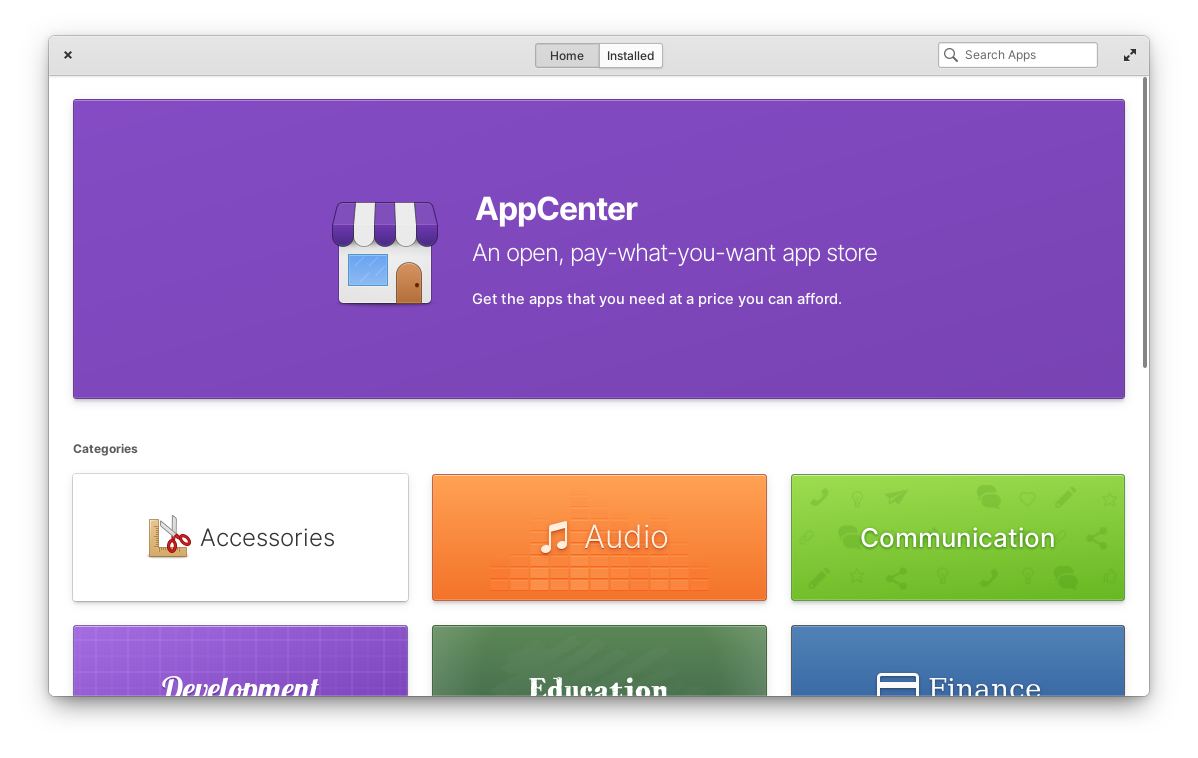 Home
Installed
Search Apps
AppCenter
An open, pay-what-you-want app store
Get the apps that you need at a price you can afford.
Categories
Accessories
Audio
Communication
Development
Education
Finance